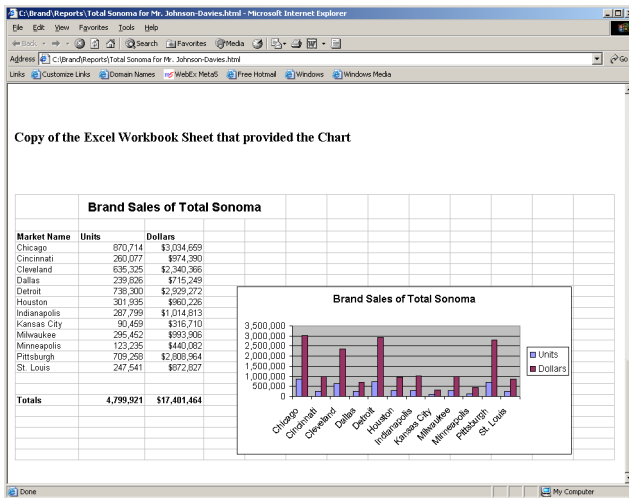 C:\Brand\Reports\Total Sonoma for Mr. Johnson-Davies.html - Microsoft Internet Explorer
File Edit View Favorites Tools Help
Back Search Favorites Media
Address C:\Brand\Reports\Total Sonoma for Mr. Johnson-Davies.html Go
Links Customize Links Domain Names WebEx Meta5 Free Hotmail Windows Windows Media
Copy of the Excel Workbook Sheet that provided the Chart
Brand Sales of Total Sonoma
Market Name Units Dollars
Chicago 870,714 $3,034,659
Cincinnati 260,077 $974,390
Cleveland 635,325 $2,340,366
Dallas 239,826 $715,249
Detroit 738,300 $2,929,272
Houston 301,935 $960,226
Indianapolis 287,799 $1,014,813
Kansas City 90,459 $316,710
Milwaukee 295,452 $993,906
Minneapolis 123,235 $440,082
Pittsburgh 709,258 $2,808,964
St. Louis 247,541 $872,827
Totals 4,799,921 $17,401,464
Brand Sales of Total Sonoma
3,500,000
3,000,000
2,500,000
2,000,000
1,500,000
1,000,000
500,000
0
Chicago Cincinnati Cleveland Dallas Detroit Houston Indianapolis Kansas City Milwaukee Minneapolis Pittsburgh St. Louis
Units
Dollars
Done My Computer